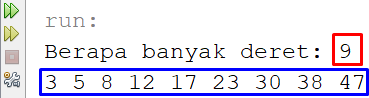 run:
Berapa banyak deret: 9
3 5 8 12 17 23 30 38 47